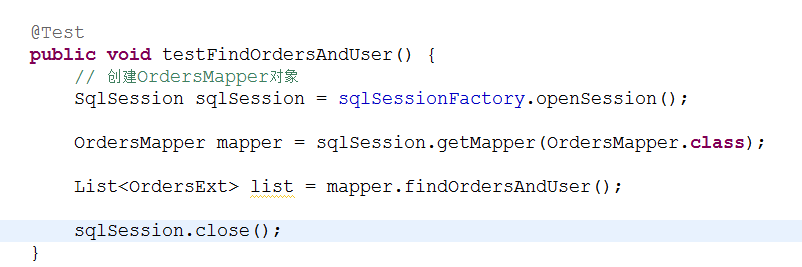 @Test
public void testFindOrdersAndUser() {
// 创建OrdersMapper对象
SqlSession sqlSession = sqlSessionFactory.openSession();
OrdersMapper mapper = sqlSession.getMapper(OrdersMapper.class);
List<OrdersExt> list = mapper.findOrdersAndUser();
sqlSession.close();
}